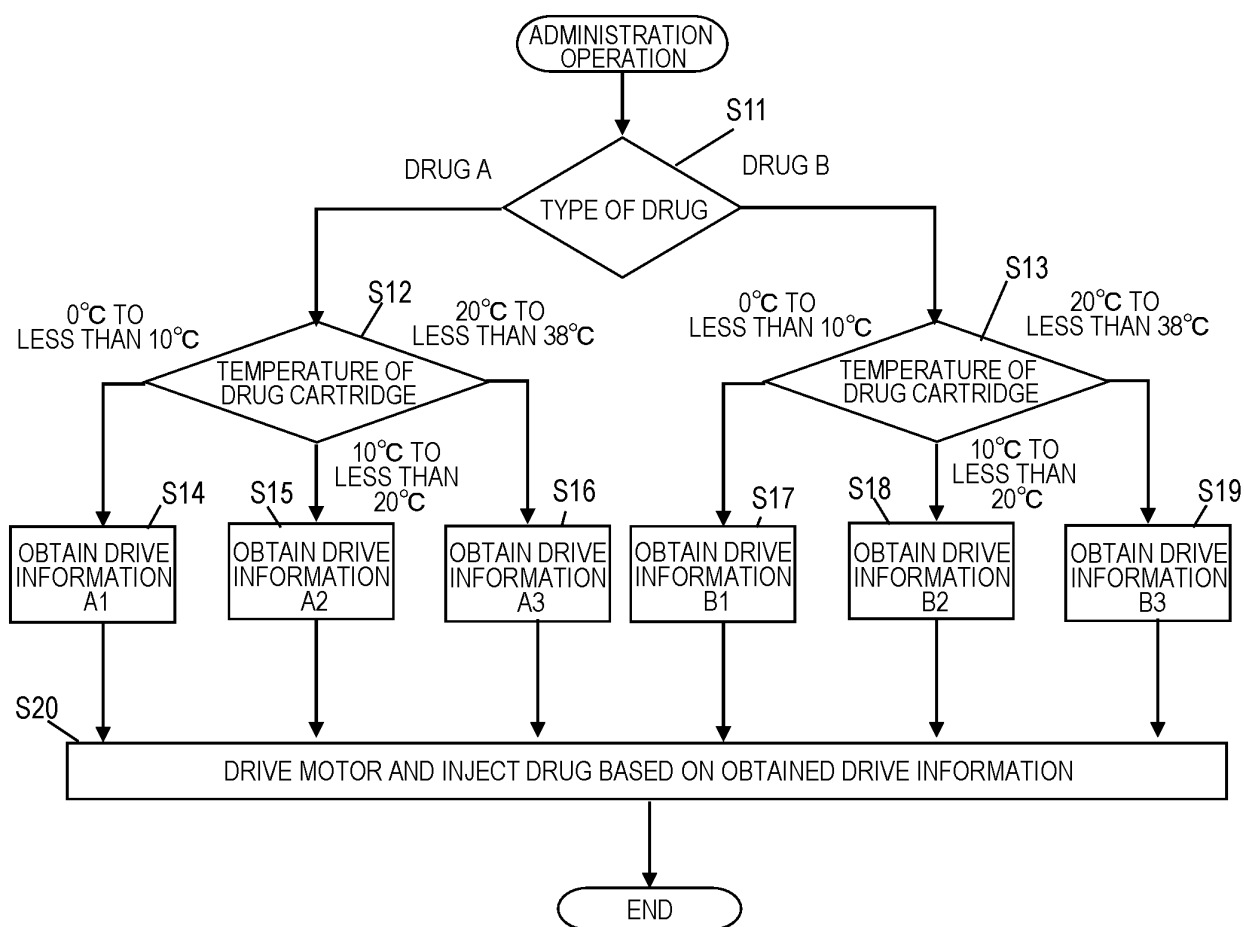 ADMINISTRATION
OPERATION
S11
DRUG A
DRUG B
TYPE OF DRUG
S12
0°C TO
LESS THAN 10°C
20°C TO
LESS THAN 38°C
TEMPERATURE OF
DRUG CARTRIDGE
10°C TO
LESS THAN
20°C
S13
0°C TO
LESS THAN 10°C
20°C TO
LESS THAN 38°C
TEMPERATURE OF
DRUG CARTRIDGE
10°C TO
LESS THAN
20°C
S14
OBTAIN DRIVE
INFORMATION
A1
S15
OBTAIN DRIVE
INFORMATION
A2
S16
OBTAIN DRIVE
INFORMATION
A3
S17
OBTAIN DRIVE
INFORMATION
B1
S18
OBTAIN DRIVE
INFORMATION
B2
S19
OBTAIN DRIVE
INFORMATION
B3
S20
DRIVE MOTOR AND INJECT DRUG BASED ON OBTAINED DRIVE INFORMATION
END